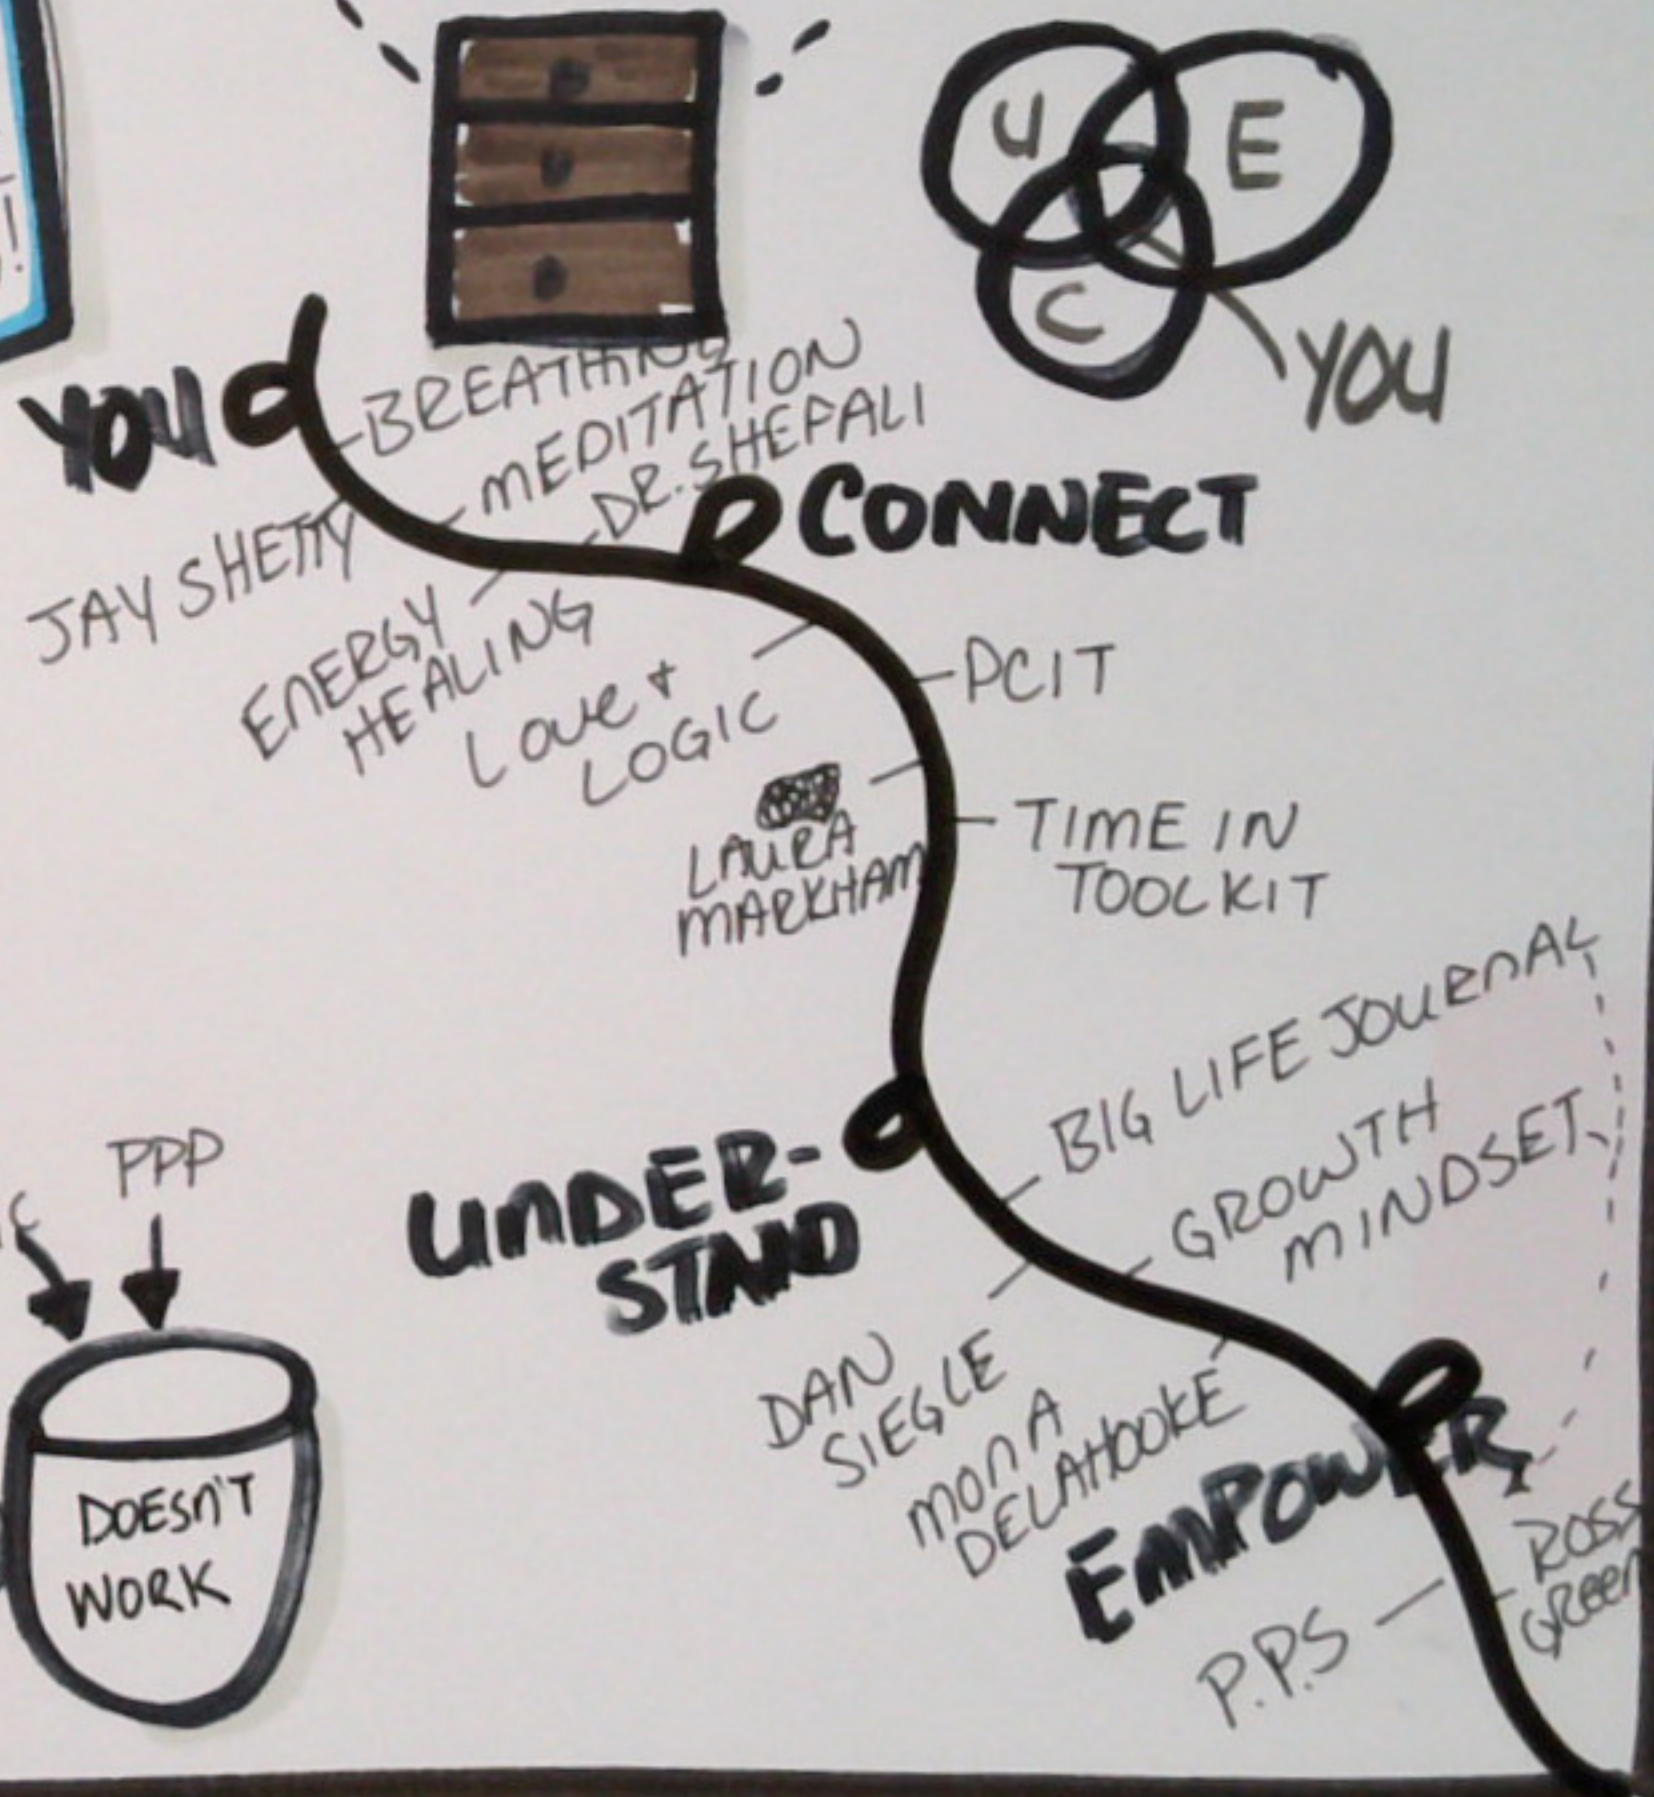 U
E
C
YOU
YOU
BREATHING
MEDITATION
DR. SHEFALI
JAY SHETTY
ENERGY
HEALING
CONNECT
LOVE +
LOGIC
PCIT
LAURA
MARKHAM
TIME IN
TOOLKIT
BIG LIFE JOURNAL
GROWTH
MINDSET
UNDER-
STAND
DAN
SIEGLE
MONA
DELAHOOKE
EMPOWER
P.P.S
ROSS
GREEN
PPP
DOESN'T
WORK